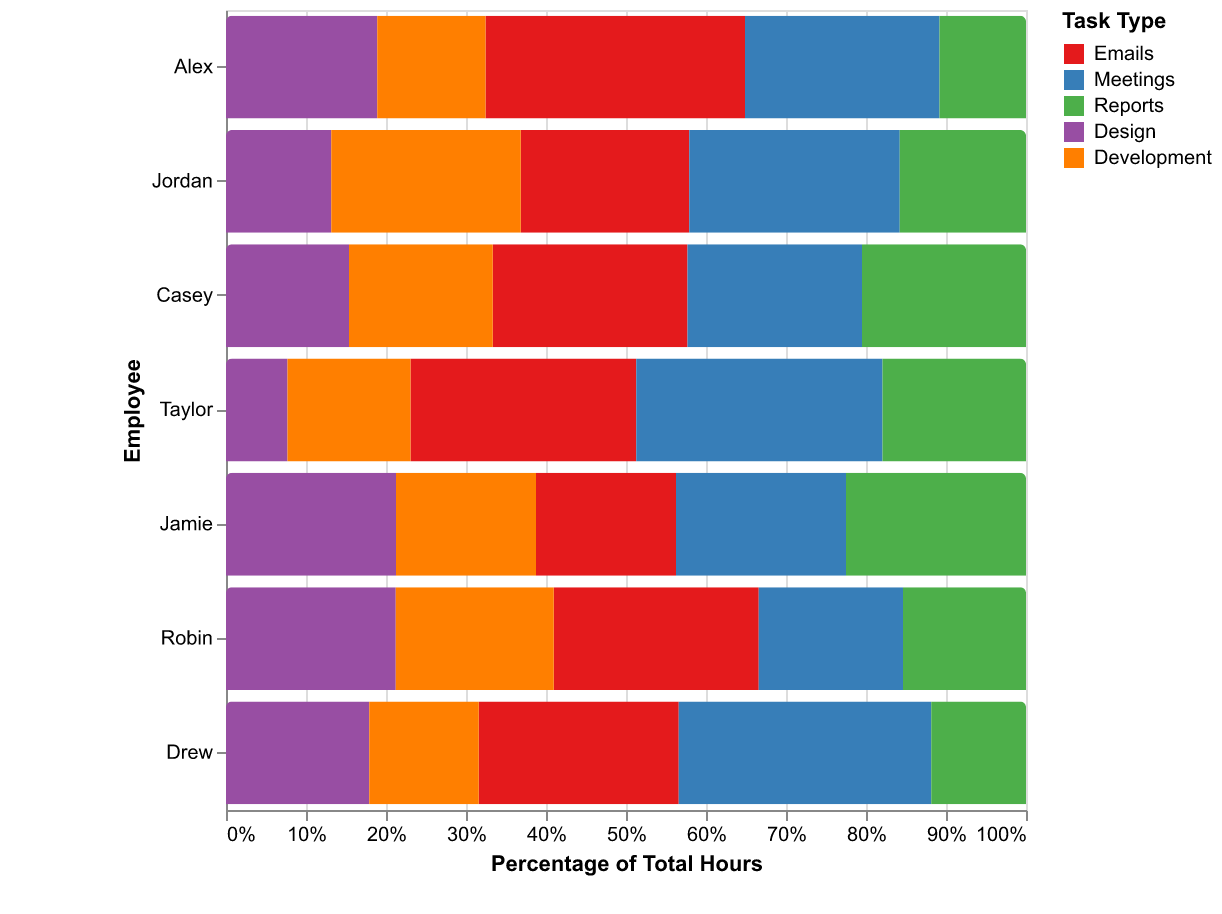 Task Type
Emails
Meetings
Reports
Design
Development
Employee
Alex
Jordan
Casey
Taylor
Jamie
Robin
Drew
0% 10% 20% 30% 40% 50% 60% 70% 80% 90% 100%
Percentage of Total Hours